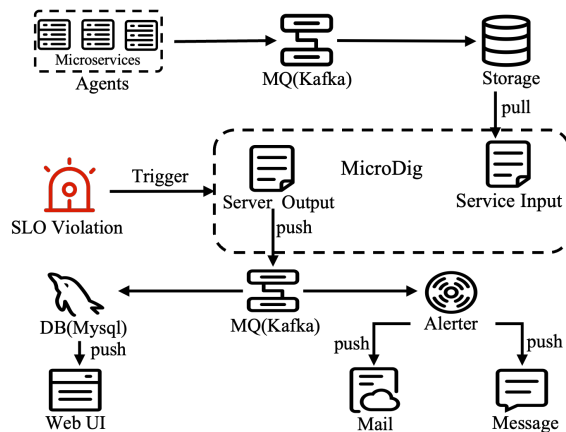 Microservices
Agents
MQ(Kafka)
Storage
pull
MicroDig
Trigger
SLO Violation
Server Output
Service Input
push
DB(Mysql)
MQ(Kafka)
Alerter
push
push
push
Web UI
Mail
Message